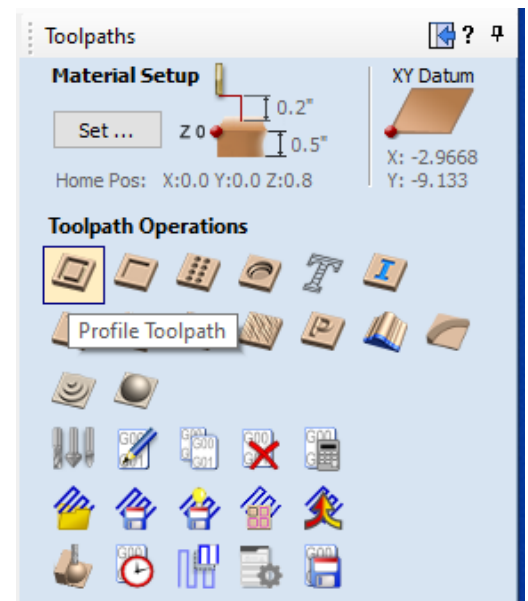 Toolpaths
?
Material Setup
XY Datum
0.2"
Set ...
Z 0
0.5"
X: -2.9668
Home Pos: X:0.0 Y:0.0 Z:0.8
Y: -9.133
Toolpath Operations
Profile Toolpath